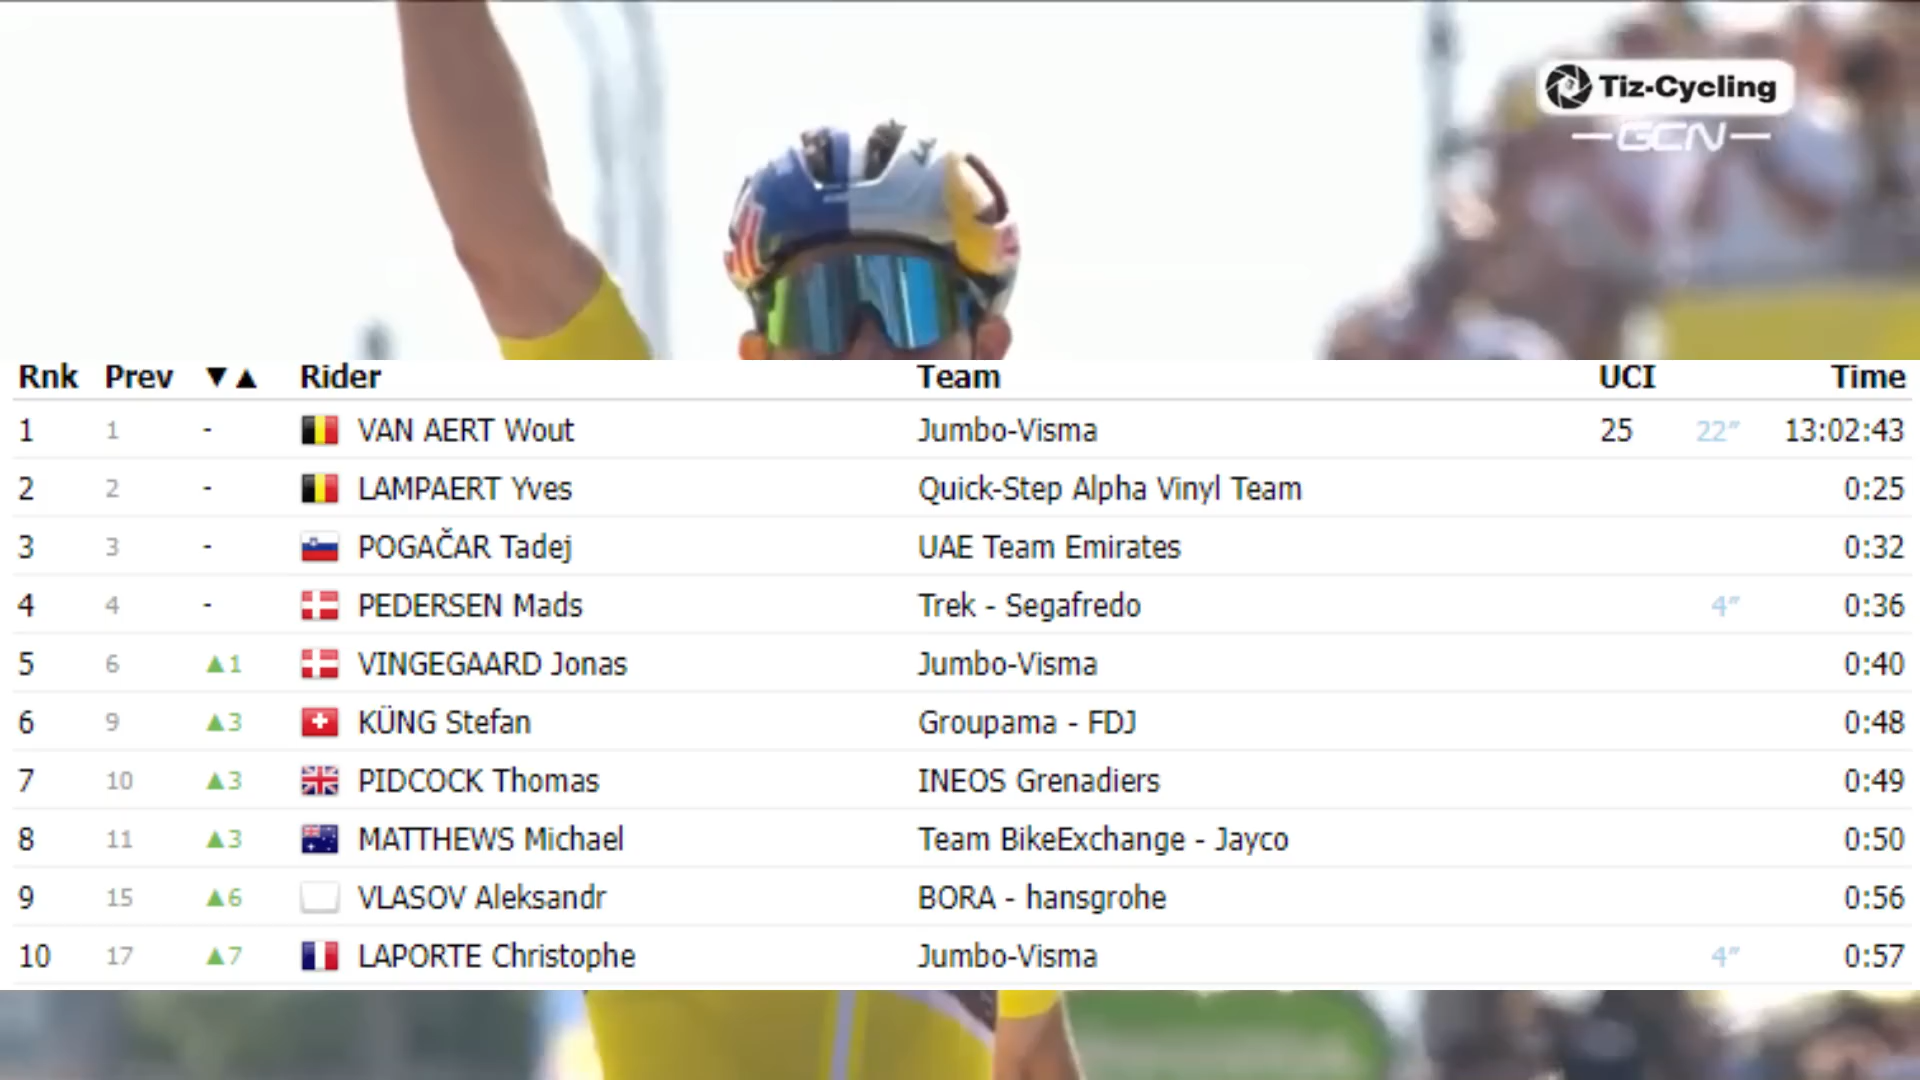 Tiz-Cycling
GCN
Rnk Prev ▼▲ Rider Team UCI Time
1 1 - VAN AERT Wout Jumbo-Visma 25 22″ 13:02:43
2 2 - LAMPAERT Yves Quick-Step Alpha Vinyl Team 0:25
3 3 - POGAČAR Tadej UAE Team Emirates 0:32
4 4 - PEDERSEN Mads Trek - Segafredo 4″ 0:36
5 6 ▲1 VINGEGAARD Jonas Jumbo-Visma 0:40
6 9 ▲3 KÜNG Stefan Groupama - FDJ 0:48
7 10 ▲3 PIDCOCK Thomas INEOS Grenadiers 0:49
8 11 ▲3 MATTHEWS Michael Team BikeExchange - Jayco 0:50
9 15 ▲6 VLASOV Aleksandr BORA - hansgrohe 0:56
10 17 ▲7 LAPORTE Christophe Jumbo-Visma 4″ 0:57